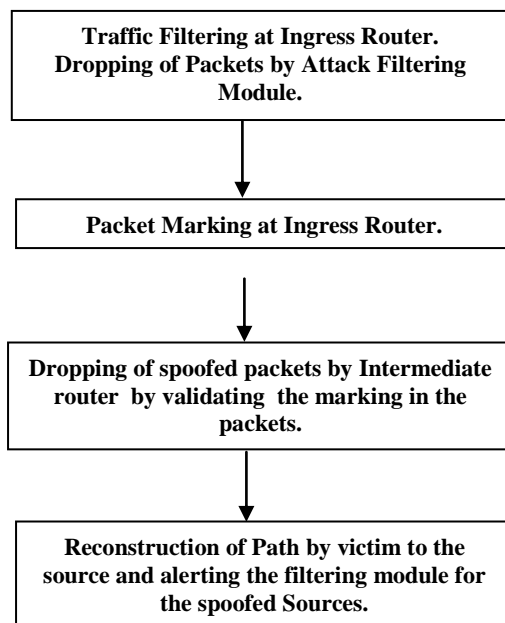 Traffic Filtering at Ingress Router.
Dropping of Packets by Attack Filtering
Module.
Packet Marking at Ingress Router.
Dropping of spoofed packets by Intermediate
router by validating the marking in the
packets.
Reconstruction of Path by victim to the
source and alerting the filtering module for
the spoofed Sources.